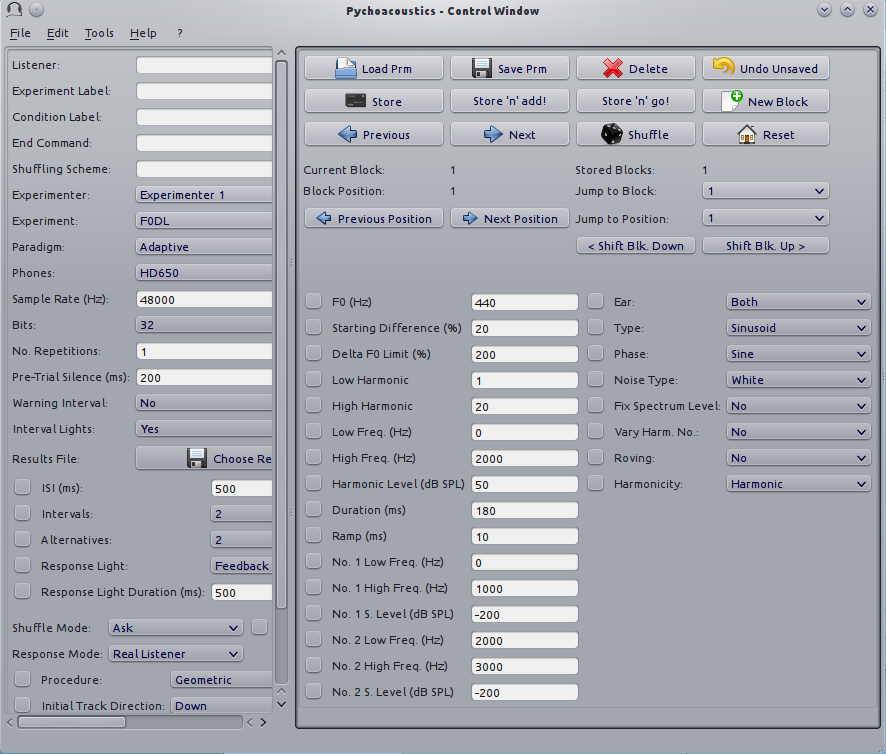 Pychoacoustics - Control Window
File Edit Tools Help ?
Listener:
Experiment Label:
Condition Label:
End Command:
Shuffling Scheme:
Experimenter: Experimenter 1
Experiment: F0DL
Paradigm: Adaptive
Phones: HD650
Sample Rate (Hz): 48000
Bits: 32
No. Repetitions: 1
Pre-Trial Silence (ms): 200
Warning Interval: No
Interval Lights: Yes
Results File: Choose Re
ISI (ms): 500
Intervals: 2
Alternatives: 2
Response Light: Feedback
Response Light Duration (ms): 500
Shuffle Mode: Ask
Response Mode: Real Listener
Procedure: Geometric
Initial Track Direction: Down
Load Prm Save Prm Delete Undo Unsaved
Store Store 'n' add! Store 'n' go! New Block
Previous Next Shuffle Reset
Current Block: 1 Stored Blocks: 1
Block Position: 1 Jump to Block: 1
Previous Position Next Position Jump to Position: 1
< Shift Blk. Down Shift Blk. Up >
F0 (Hz) 440
Starting Difference (%) 20
Delta F0 Limit (%) 200
Low Harmonic 1
High Harmonic 20
Low Freq. (Hz) 0
High Freq. (Hz) 2000
Harmonic Level (dB SPL) 50
Duration (ms) 180
Ramp (ms) 10
No. 1 Low Freq. (Hz) 0
No. 1 High Freq. (Hz) 1000
No. 1 S. Level (dB SPL) -200
No. 2 Low Freq. (Hz) 2000
No. 2 High Freq. (Hz) 3000
No. 2 S. Level (dB SPL) -200
Ear: Both
Type: Sinusoid
Phase: Sine
Noise Type: White
Fix Spectrum Level: No
Vary Harm. No.: No
Roving: No
Harmonicity: Harmonic